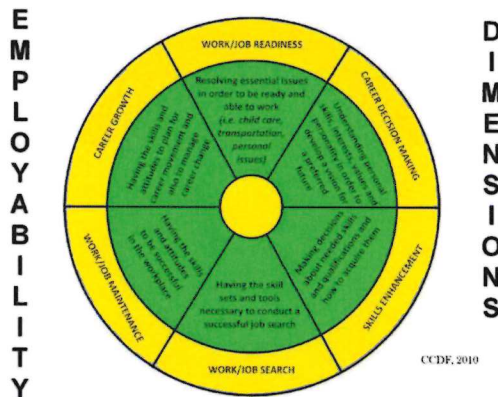 EMPLOYABILITY
DIMENSIONS
WORK/JOB READINESS
Resolving essential issues
in order to be ready and
able to work
(i.e. child care,
transportation,
personal
issues)
CAREER DECISION MAKING
Understanding personal
skills, interests, values and
personality in order to
develop a vision for
a preferred
future
SKILLS ENHANCEMENT
Making decisions
about needed skills
and qualifications and
how to acquire them
WORK/JOB SEARCH
Having the skill
sets and tools
necessary to conduct a
successful job search
WORK/JOB MAINTENANCE
Having the skills
and attitudes
to be successful
in the workplace
CAREER GROWTH
Having the skills and
attitudes to plan for
career movement and
also to manage
career change
CCDF, 2010